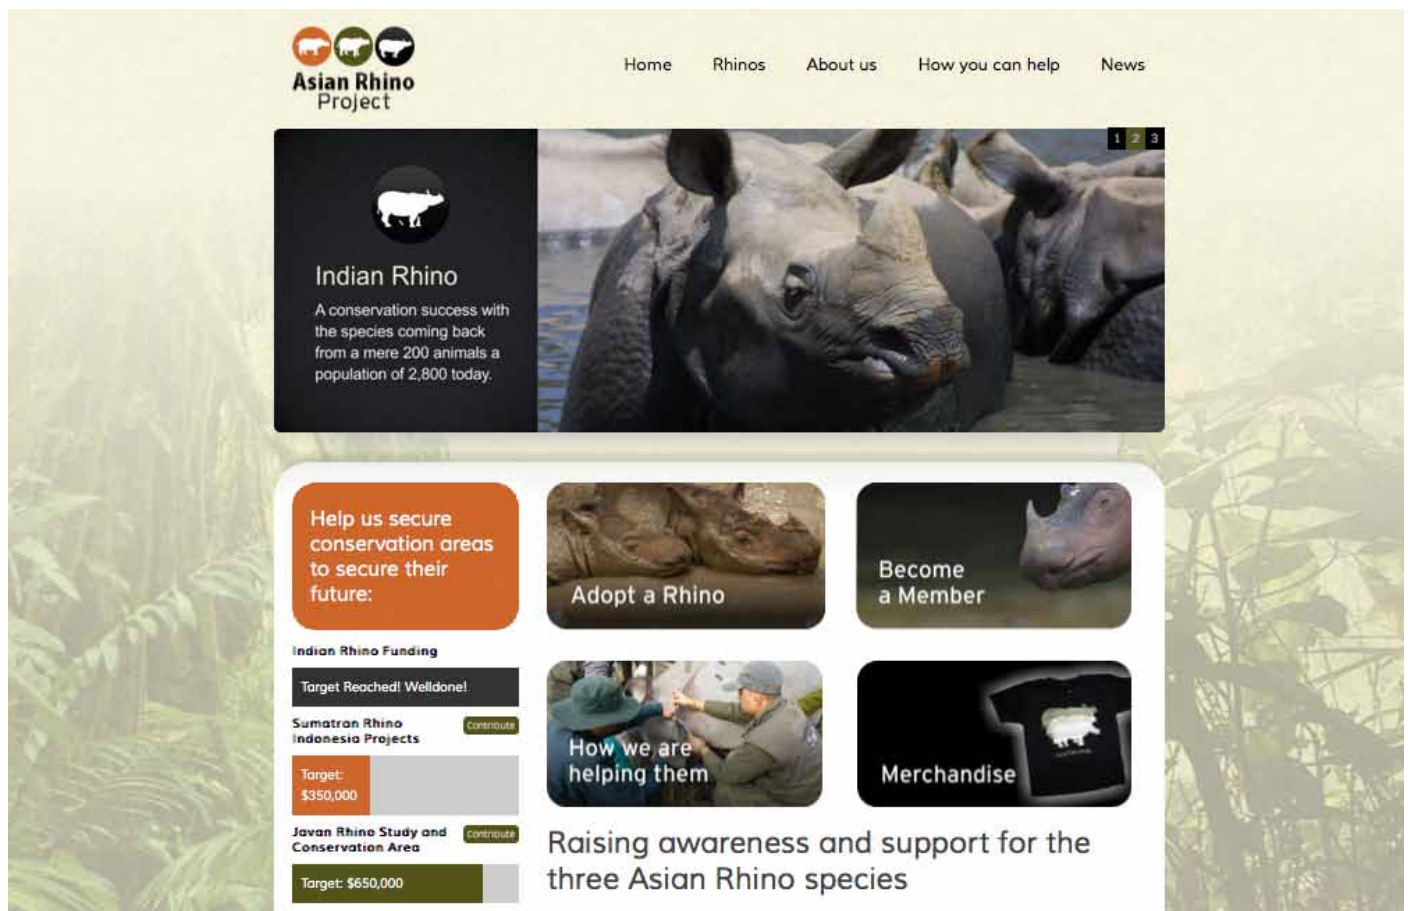 Asian Rhino
Project
Home
Rhinos
About us
How you can help
News
1 2 3
Indian Rhino
A conservation success with
the species coming back
from a mere 200 animals a
population of 2,800 today.
Help us secure
conservation areas
to secure their
future:
Indian Rhino Funding
Target Reached! Welldone!
Sumatran Rhino
Indonesia Projects
Contribute
Target:
$350,000
Javan Rhino Study and
Conservation Area
Contribute
Target: $650,000
Adopt a Rhino
Become
a Member
How we are
helping them
Merchandise
Raising awareness and support for the
three Asian Rhino species